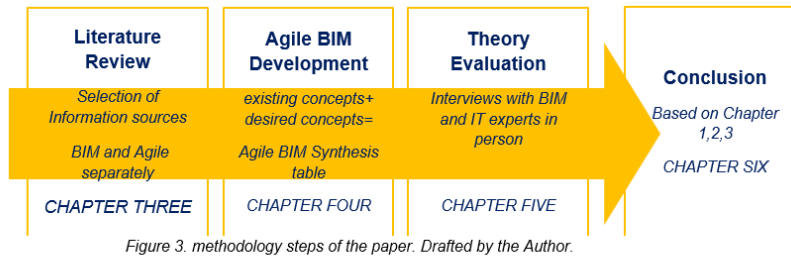 Literature
Review
Selection of
Information sources
BIM and Agile
separately
CHAPTER THREE
Agile BIM
Development
existing concepts+
desired concepts=
Agile BIM Synthesis
table
CHAPTER FOUR
Theory
Evaluation
Interviews with BIM
and IT experts in
person
CHAPTER FIVE
Conclusion
Based on Chapter
1,2,3
CHAPTER SIX
Figure 3. methodology steps of the paper. Drafted by the Author.